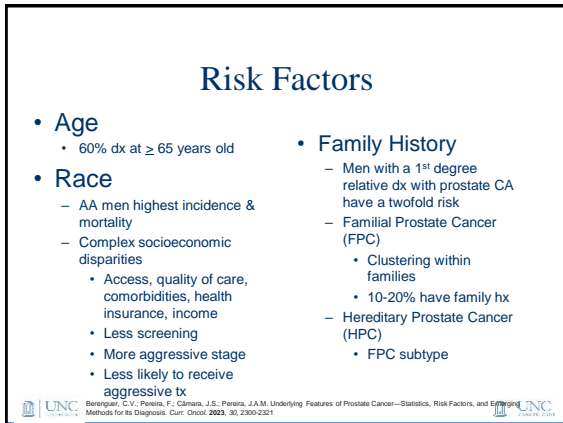 Risk Factors
• Age
• 60% dx at ≥ 65 years old
• Race
– AA men highest incidence &
mortality
– Complex socioeconomic
disparities
• Access, quality of care,
comorbidities, health
insurance, income
• Less screening
• More aggressive stage
• Less likely to receive
aggressive tx
• Family History
– Men with a 1st degree
relative dx with prostate CA
have a twofold risk
– Familial Prostate Cancer
(FPC)
• Clustering within
families
• 10-20% have family hx
– Hereditary Prostate Cancer
(HPC)
• FPC subtype
UNC
Berenguer, C.V.; Pereira, F.; Câmara, J.S.; Pereira, J.A.M. Underlying Features of Prostate Cancer—Statistics, Risk Factors, and Emerging
Methods for Its Diagnosis. Curr. Oncol. 2023, 30, 2300-2321
UNC
CANCER CARE